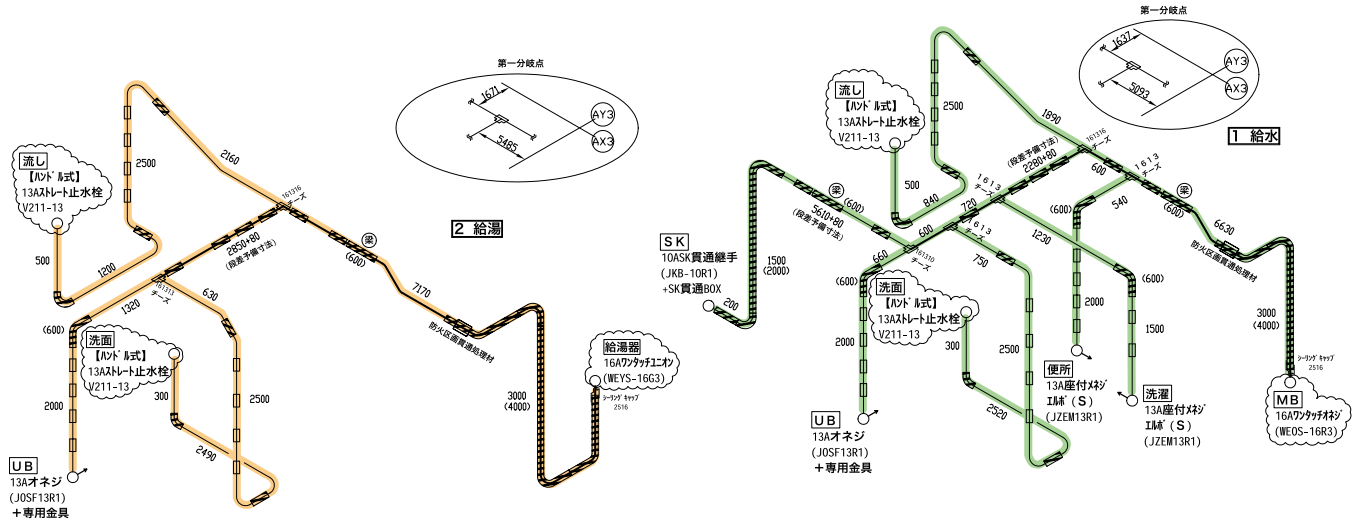 第一分岐点
1671
5485
AY3
AX3
2 給湯
流し
【ハンドル式】
13Aストレート止水栓
V211-13
500
1200
2500
2160
161316
チーズ
2850+80
(段差予備寸法)
梁
(600)
7170
防火区画貫通処理材
161313
チーズ
1320
630
(600)
洗面
【ハンドル式】
13Aストレート止水栓
V211-13
300
2000
2500
2490
UB
13Aオネジ
(JOSF13R1)
+専用金具
3000
(4000)
給湯器
16Aワンタッチユニオン
(WEYS-16G3)
シーリングキャップ
2516
第一分岐点
1637
5093
AY3
AX3
1 給水
流し
【ハンドル式】
13Aストレート止水栓
V211-13
500
840
2500
1890
161316
チーズ
(段差予備寸法)
2280+80
600
1613
チーズ
梁
(600)
6630
防火区画貫通処理材
540
(600)
1613
チーズ
720
1230
梁
(600)
5610+80
(段差予備寸法)
600
1613
チーズ
750
161310
チーズ
660
(600)
SK
10ASK貫通継手
(JKB-10R1)
+SK貫通BOX
1500
(2000)
200
洗面
【ハンドル式】
13Aストレート止水栓
V211-13
300
2000
2500
2520
UB
13Aオネジ
(JOSF13R1)
+専用金具
2000
便所
13A座付メネジ
エルボ(S)
(JZEM13R1)
(600)
1500
洗濯
13A座付メネジ
エルボ(S)
(JZEM13R1)
3000
(4000)
シーリングキャップ
2516
MB
16Aワンタッチオネジ
(WEOS-16R3)